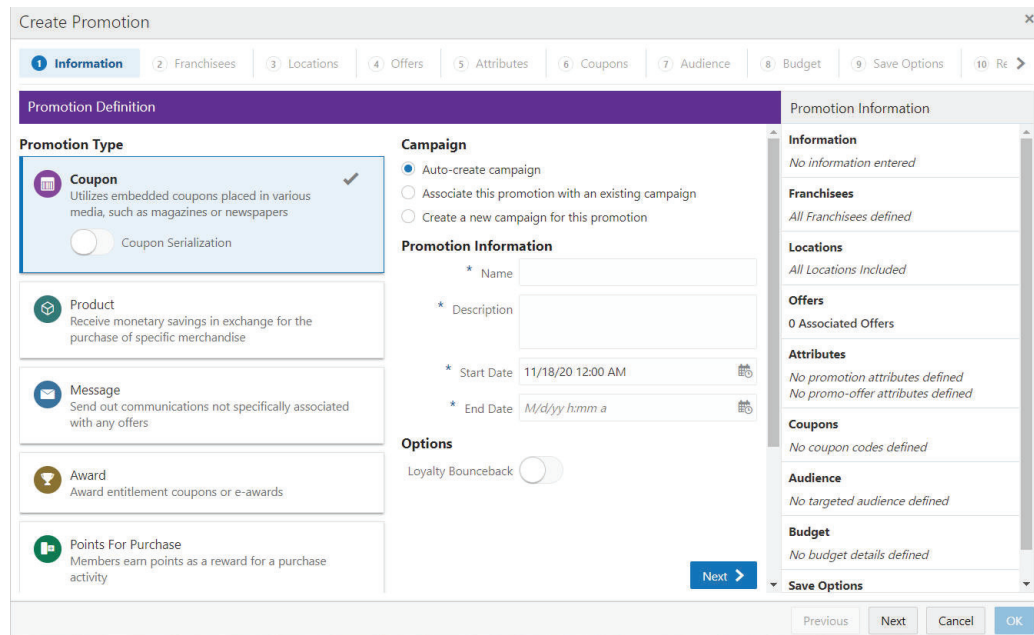 Create Promotion
1 Information
2 Franchisees
3 Locations
4 Offers
5 Attributes
6 Coupons
7 Audience
8 Budget
9 Save Options
10 Re
Promotion Definition
Promotion Type
Coupon
Utilizes embedded coupons placed in various
media, such as magazines or newspapers
Coupon Serialization
Product
Receive monetary savings in exchange for the
purchase of specific merchandise
Message
Send out communications not specifically associated
with any offers
Award
Award entitlement coupons or e-awards
Points For Purchase
Members earn points as a reward for a purchase
activity
Campaign
Auto-create campaign
Associate this promotion with an existing campaign
Create a new campaign for this promotion
Promotion Information
* Name
* Description
* Start Date 11/18/20 12:00 AM
* End Date M/d/yy h:mm a
Options
Loyalty Bounceback
Next
Promotion Information
Information
No information entered
Franchisees
All Franchisees defined
Locations
All Locations Included
Offers
0 Associated Offers
Attributes
No promotion attributes defined
No promo-offer attributes defined
Coupons
No coupon codes defined
Audience
No targeted audience defined
Budget
No budget details defined
Save Options
Previous
Next
Cancel
OK